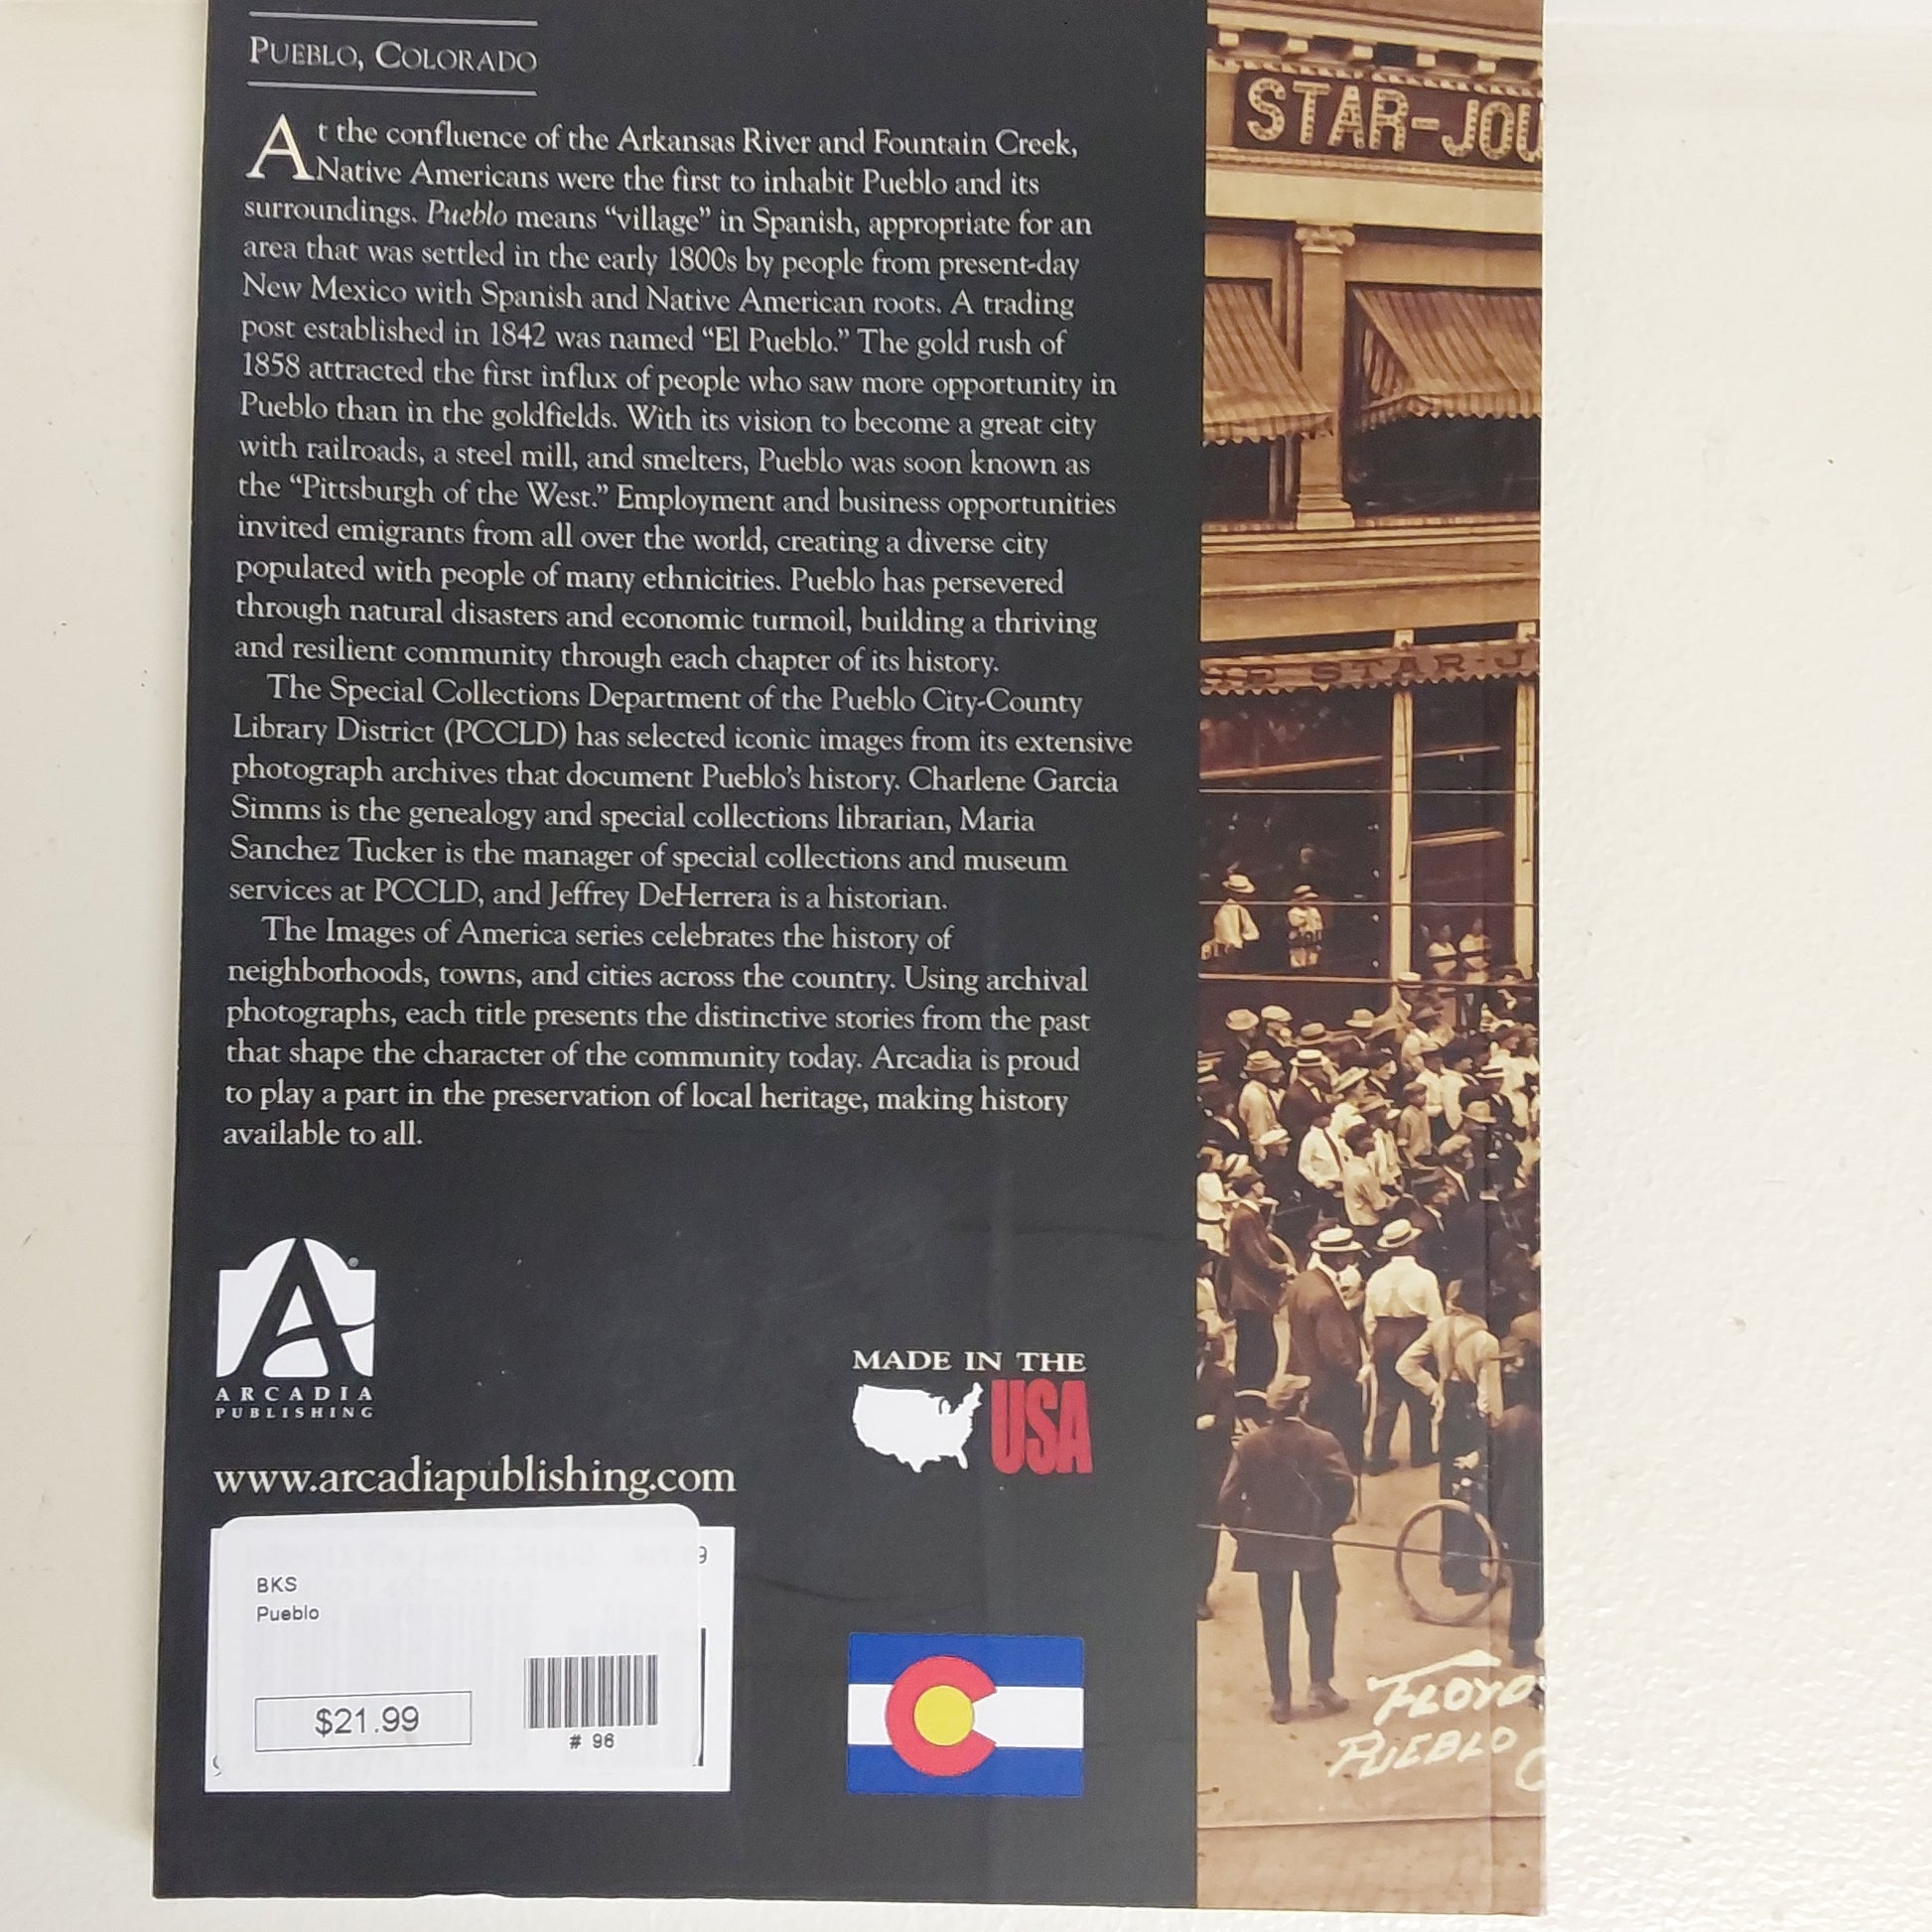 PUEBLO, COLORADO
At the confluence of the Arkansas River and Fountain Creek,
Native Americans were the first to inhabit Pueblo and its
surroundings. Pueblo means “village” in Spanish, appropriate for an
area that was settled in the early 1800s by people from present-day
New Mexico with Spanish and Native American roots. A trading
post established in 1842 was named “El Pueblo.” The gold rush of
1858 attracted the first influx of people who saw more opportunity in
Pueblo than in the goldfields. With its vision to become a great city
with railroads, a steel mill, and smelters, Pueblo was soon known as
the “Pittsburgh of the West.” Employment and business opportunities
invited emigrants from all over the world, creating a diverse city
populated with people of many ethnicities. Pueblo has persevered
through natural disasters and economic turmoil, building a thriving
and resilient community through each chapter of its history.
The Special Collections Department of the Pueblo City-County
Library District (PCCLD) has selected iconic images from its extensive
photograph archives that document Pueblo’s history. Charlene Garcia
Simms is the genealogy and special collections librarian, Maria
Sanchez Tucker is the manager of special collections and museum
services at PCCLD, and Jeffrey DeHerrera is a historian.
The Images of America series celebrates the history of
neighborhoods, towns, and cities across the country. Using archival
photographs, each title presents the distinctive stories from the past
that shape the character of the community today. Arcadia is proud
to play a part in the preservation of local heritage, making history
available to all.
A
®
ARCADIA
PUBLISHING
www.arcadiapublishing.com
MADE IN THE
USA
9
BKS
Pueblo
$21.99
# 96
STAR-JOU
HE STAR-J
FLOYD
PUEBLO C